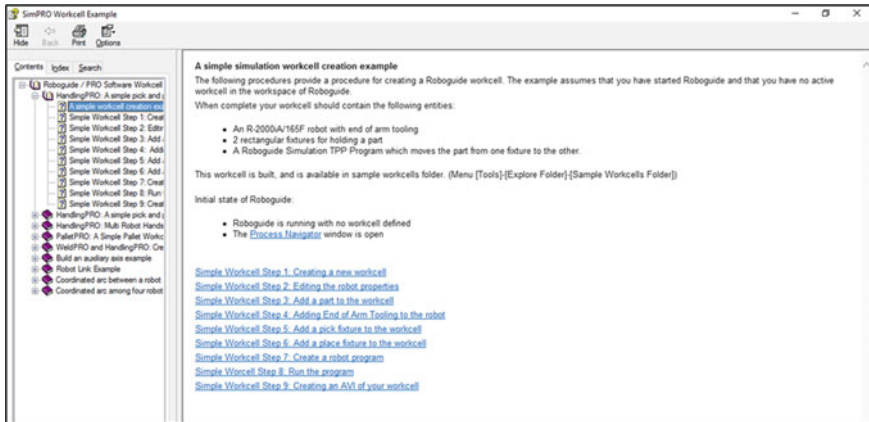 SimPRO Workcell Example
Hide Back Print Options
Contents Index Search
Roboguide / PRO Software Workcell
HandlingPRO: A simple pick and p
A simple workcell creation exa
Simple Workcell Step 1: Creat
Simple Workcell Step 2: Editin
Simple Workcell Step 3: Add
Simple Workcell Step 4: Addi
Simple Workcell Step 5: Add
Simple Workcell Step 6: Add
Simple Workcell Step 7: Creat
Simple Workcell Step 8: Run
Simple Workcell Step 9: Creat
HandlingPRO: A simple pick and p
HandlingPRO: Multi Robot Hands
PalletPRO: A Simple Pallet Workc
WeldPRO and HandlingPRO: Cre
Build an auxiliary axis example
Robot Link Example
Coordinated arc between a robot
Coordinated arc among four robot
A simple simulation workcell creation example
The following procedures provide a procedure for creating a Roboguide workcell. The example assumes that you have started Roboguide and that you have no active
workcell in the workspace of Roboguide.
When complete your workcell should contain the following entities:
• An R-2000iA/165F robot with end of arm tooling
• 2 rectangular fixtures for holding a part
• A Roboguide Simulation TPP Program which moves the part from one fixture to the other.
This workcell is built, and is available in sample workcells folder. (Menu [Tools]-[Explore Folder]-[Sample Workcells Folder])
Initial state of Roboguide:
• Roboguide is running with no workcell defined
• The Process Navigator window is open
Simple Workcell Step 1: Creating a new workcell
Simple Workcell Step 2: Editing the robot properties
Simple Workcell Step 3: Add a part to the workcell
Simple Workcell Step 4: Adding End of Arm Tooling to the robot
Simple Workcell Step 5: Add a pick fixture to the workcell
Simple Workcell Step 6: Add a place fixture to the workcell
Simple Workcell Step 7: Create a robot program
Simple Worcell Step 8: Run the program
Simple Workcell Step 9: Creating an AVI of your workcell